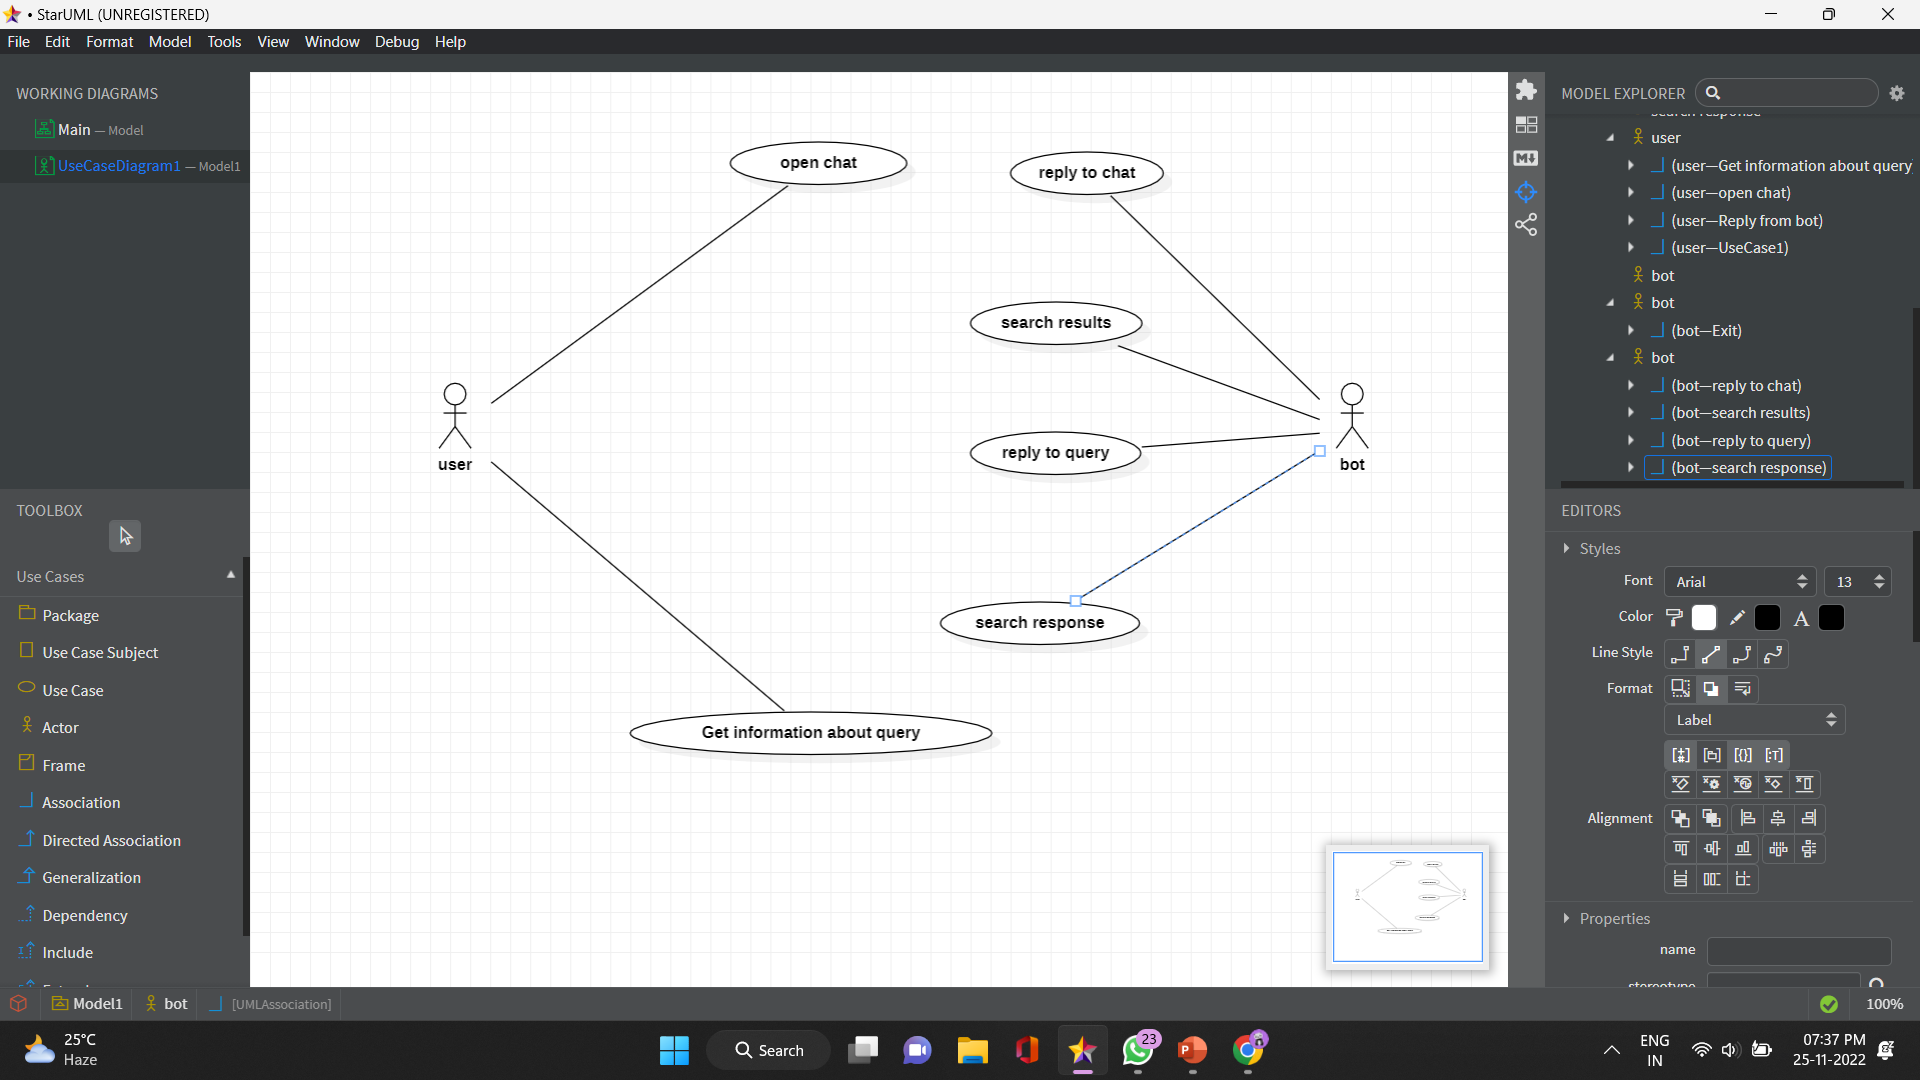 • StarUML (UNREGISTERED)
File Edit Format Model Tools View Window Debug Help
WORKING DIAGRAMS
Main — Model
UseCaseDiagram1 — Model1
TOOLBOX
Use Cases
Package
Use Case Subject
Use Case
Actor
Frame
Association
Directed Association
Generalization
Dependency
Include
open chat
reply to chat
search results
reply to query
user
bot
search response
Get information about query
MODEL EXPLORER
search response
user
(user—Get information about query
(user—open chat)
(user—Reply from bot)
(user—UseCase1)
bot
bot
(bot—Exit)
bot
(bot—reply to chat)
(bot—search results)
(bot—reply to query)
(bot—search response)
EDITORS
Styles
Font Arial 13
Color A
Line Style
Format
Label
Alignment
Properties
name
stereotype
Model1 bot [UMLAssociation]
100%
25°C
Haze
Search
23
ENG
IN
07:37 PM
25-11-2022